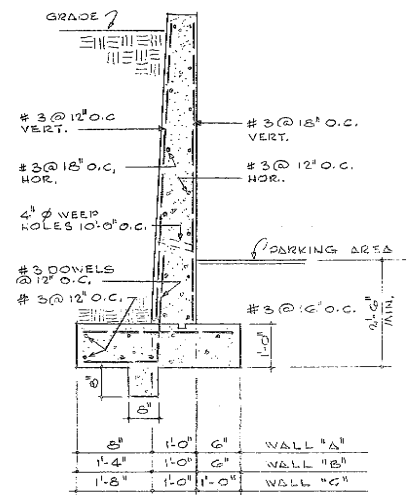 GRADE
# 3 @ 12" O.C.
VERT.
# 3 @ 18" O.C.
VERT.
# 3 @ 18" O.C.
HOR.
# 3 @ 12" O.C.
HOR.
4" Ø WEEP
HOLES 10'-0" O.C.
PARKING AREA
# 3 DOWELS
@ 12" O.C.
# 3 @ 12" O.C.
# 3 @ 16" O.C.
2'-6"
MIN.
1'-0"
8"
8"
8" 1'-0" 6" WALL "A"
1'-4" 1'-0" 6" WALL "B"
1'-8" 1'-0" 1'-0" WALL "C"